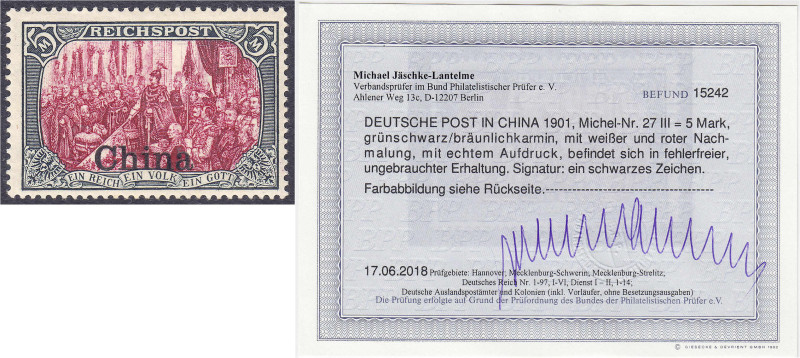 5 M REICHSPOST 5 M
China
EIN REICH EIN VOLK EIN GOTT
Michael Jäschke-Lantelme
Verbandsprüfer im Bund Philatelistischer Prüfer e. V.
Ahlener Weg 13c, D-12207 Berlin
BEFUND 15242
DEUTSCHE POST IN CHINA 1901, Michel-Nr. 27 III = 5 Mark,
grünschwarz/bräunlichkarmin, mit weißer und roter Nach-
malung, mit echtem Aufdruck, befindet sich in fehlerfreier,
ungebrauchter Erhaltung. Signatur: ein schwarzes Zeichen.
Farbabbildung siehe Rückseite.
17.06.2018 Prüfgebiete: Hannover, Mecklenburg-Schwerin, Mecklenburg-Strelitz,
Deutsches Reich Nr. 1-97, I-VI, Dienst I – II, 1-14;
Deutsche Auslandspostämter und Kolonien (inkl. Vorläufer, ohne Besetzungsausgaben)
Die Prüfung erfolgte auf Grund der Prüfordnung des Bundes der Philatelistischen Prüfer e.V.
© GIESECKE & DEVRIENT GMBH